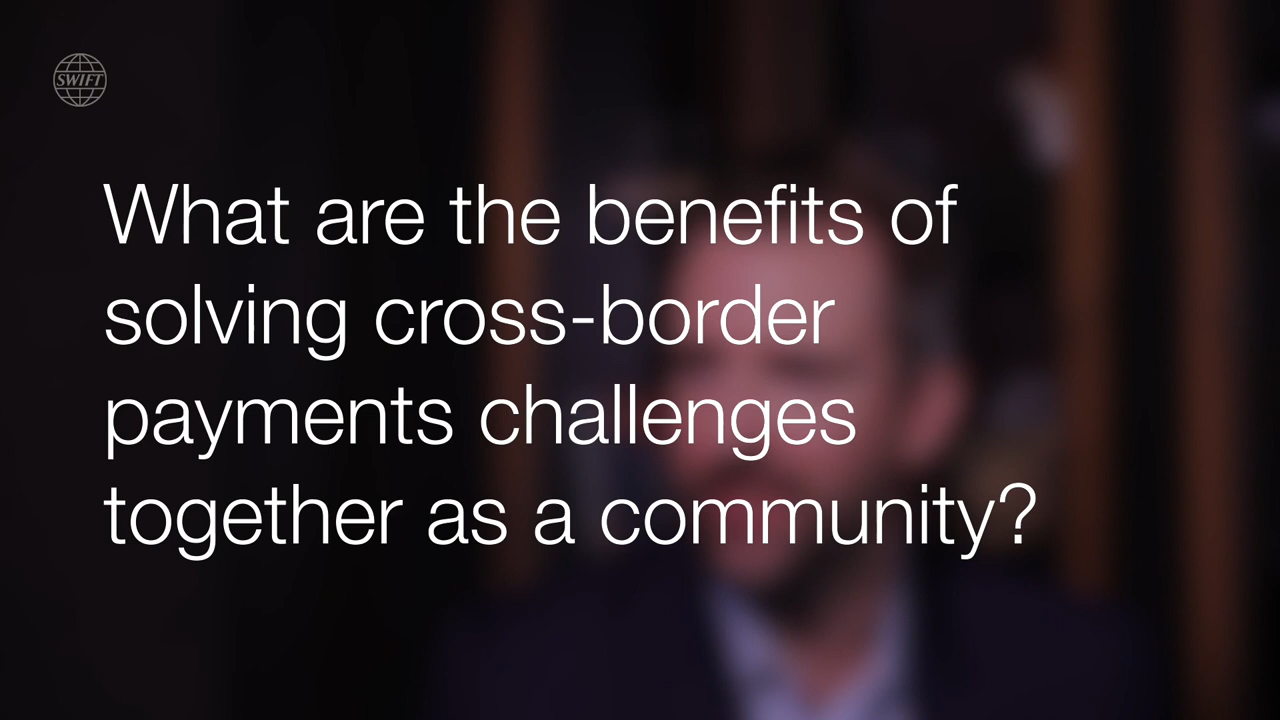 SWIFT
What are the benefits of
solving cross-border
payments challenges
together as a community?